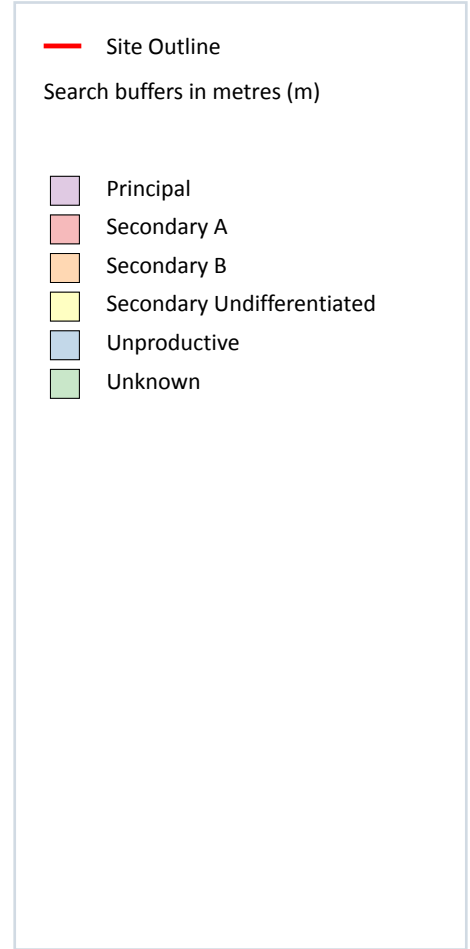 Site Outline
Search buffers in metres (m)
Principal
Secondary A
Secondary B
Secondary Undifferentiated
Unproductive
Unknown